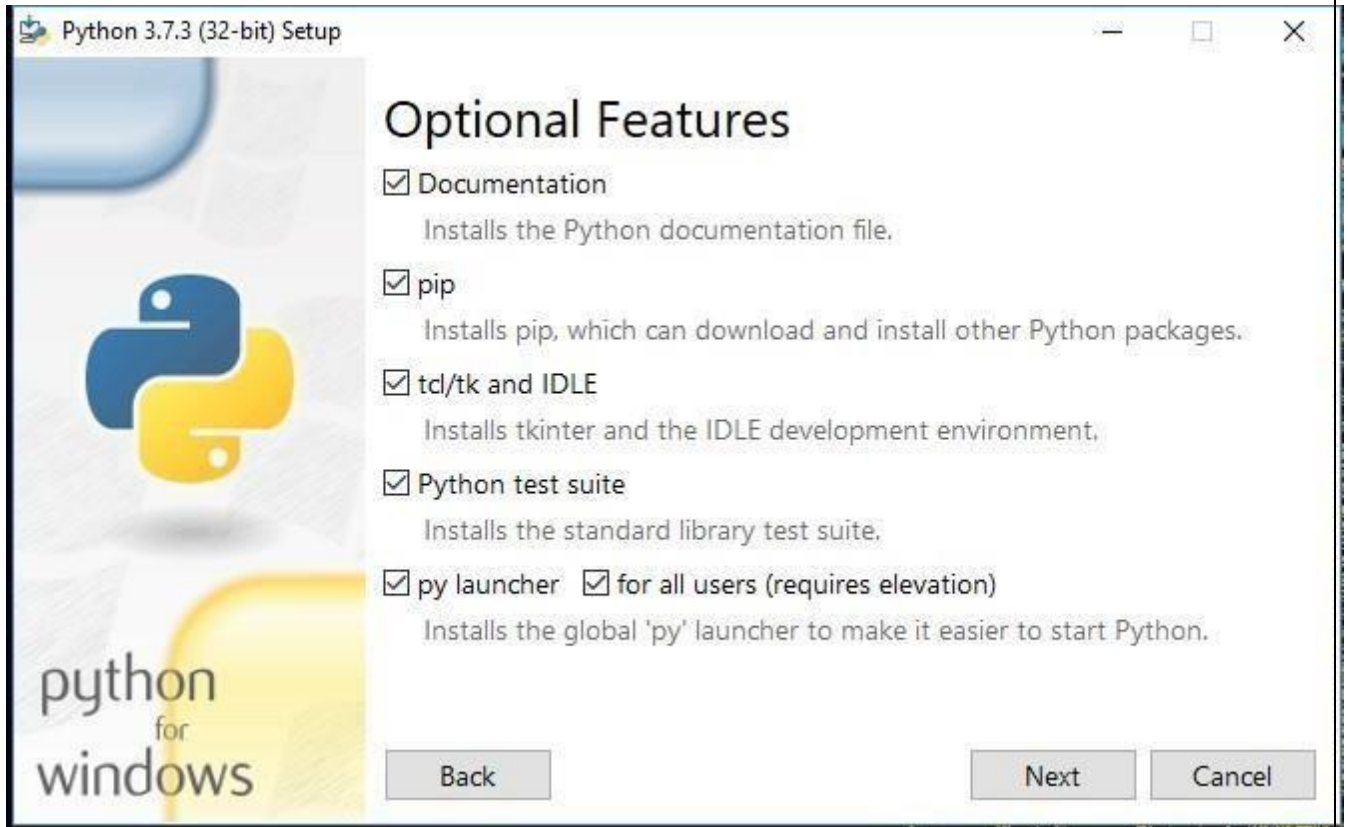 Python 3.7.3 (32-bit) Setup
Optional Features
Documentation
Installs the Python documentation file.
pip
Installs pip, which can download and install other Python packages.
tcl/tk and IDLE
Installs tkinter and the IDLE development environment.
Python test suite
Installs the standard library test suite.
py launcher for all users (requires elevation)
Installs the global 'py' launcher to make it easier to start Python.
python
for
windows
Back Next Cancel